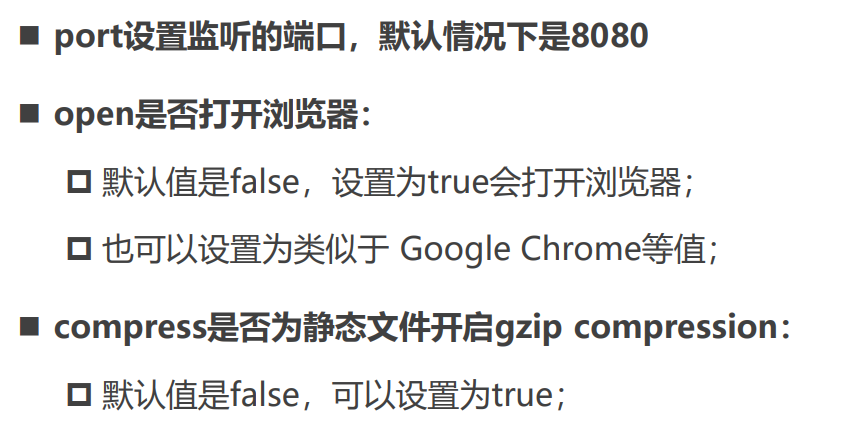 port设置监听的端口，默认情况下是8080
open是否打开浏览器：
默认值是false，设置为true会打开浏览器；
也可以设置为类似于 Google Chrome等值；
compress是否为静态文件开启gzip compression：
默认值是false，可以设置为true；